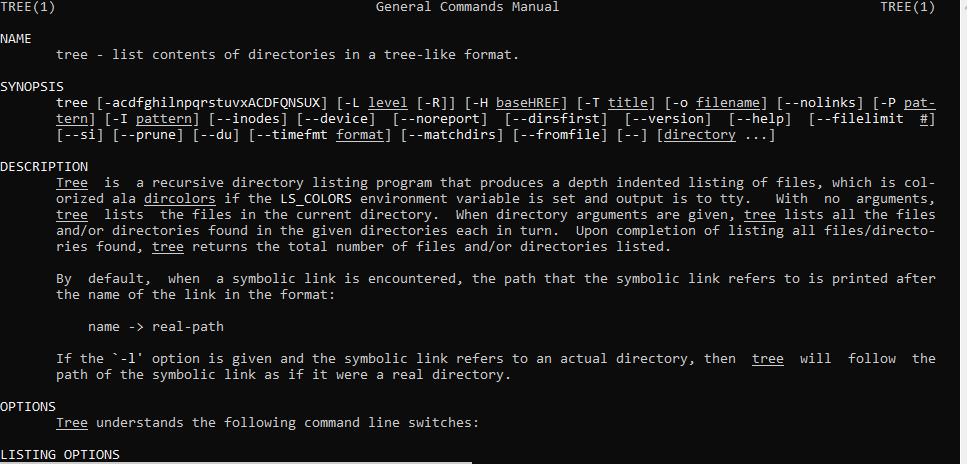 TREE(1)                                        General Commands Manual                                        TREE(1)
NAME
       tree - list contents of directories in a tree-like format.
SYNOPSIS
       tree [-acdfghilnpqrstuvxACDFQNSUX] [-L level [-R]] [-H baseHREF] [-T title] [-o filename] [--nolinks] [-P pat-
       tern] [-I pattern] [--inodes] [--device]  [--noreport]  [--dirsfirst]  [--version]  [--help]  [--filelimit  #]
       [--si] [--prune] [--du] [--timefmt format] [--matchdirs] [--fromfile] [--] [directory ...]
DESCRIPTION
       Tree  is  a recursive directory listing program that produces a depth indented listing of files, which is col-
       orized ala dircolors if the LS_COLORS environment variable is set and output is to tty.   With  no  arguments,
       tree  lists  the files in the current directory.  When directory arguments are given, tree lists all the files
       and/or directories found in the given directories each in turn.  Upon completion of listing all files/directo-
       ries found, tree returns the total number of files and/or directories listed.
       By  default,  when  a symbolic link is encountered, the path that the symbolic link refers to is printed after
       the name of the link in the format:
           name -> real-path
       If the `-l' option is given and the symbolic link refers to an actual directory, then  tree  will  follow  the
       path of the symbolic link as if it were a real directory.
OPTIONS
       Tree understands the following command line switches:
LISTING OPTIONS